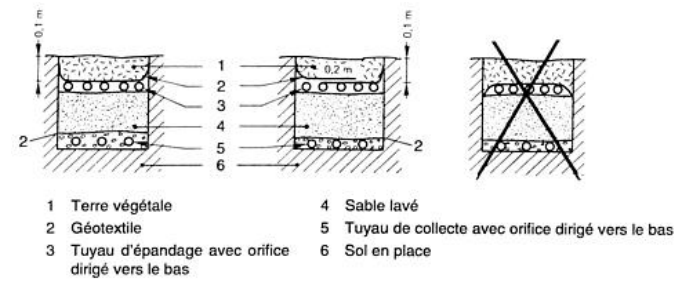 0,1 m
0,1 m
1
0,2 m
2
3
4
2
2
5
6
1 Terre végétale
2 Géotextile
3 Tuyau d'épandage avec orifice
dirigé vers le bas
4 Sable lavé
5 Tuyau de collecte avec orifice dirigé vers le bas
6 Sol en place